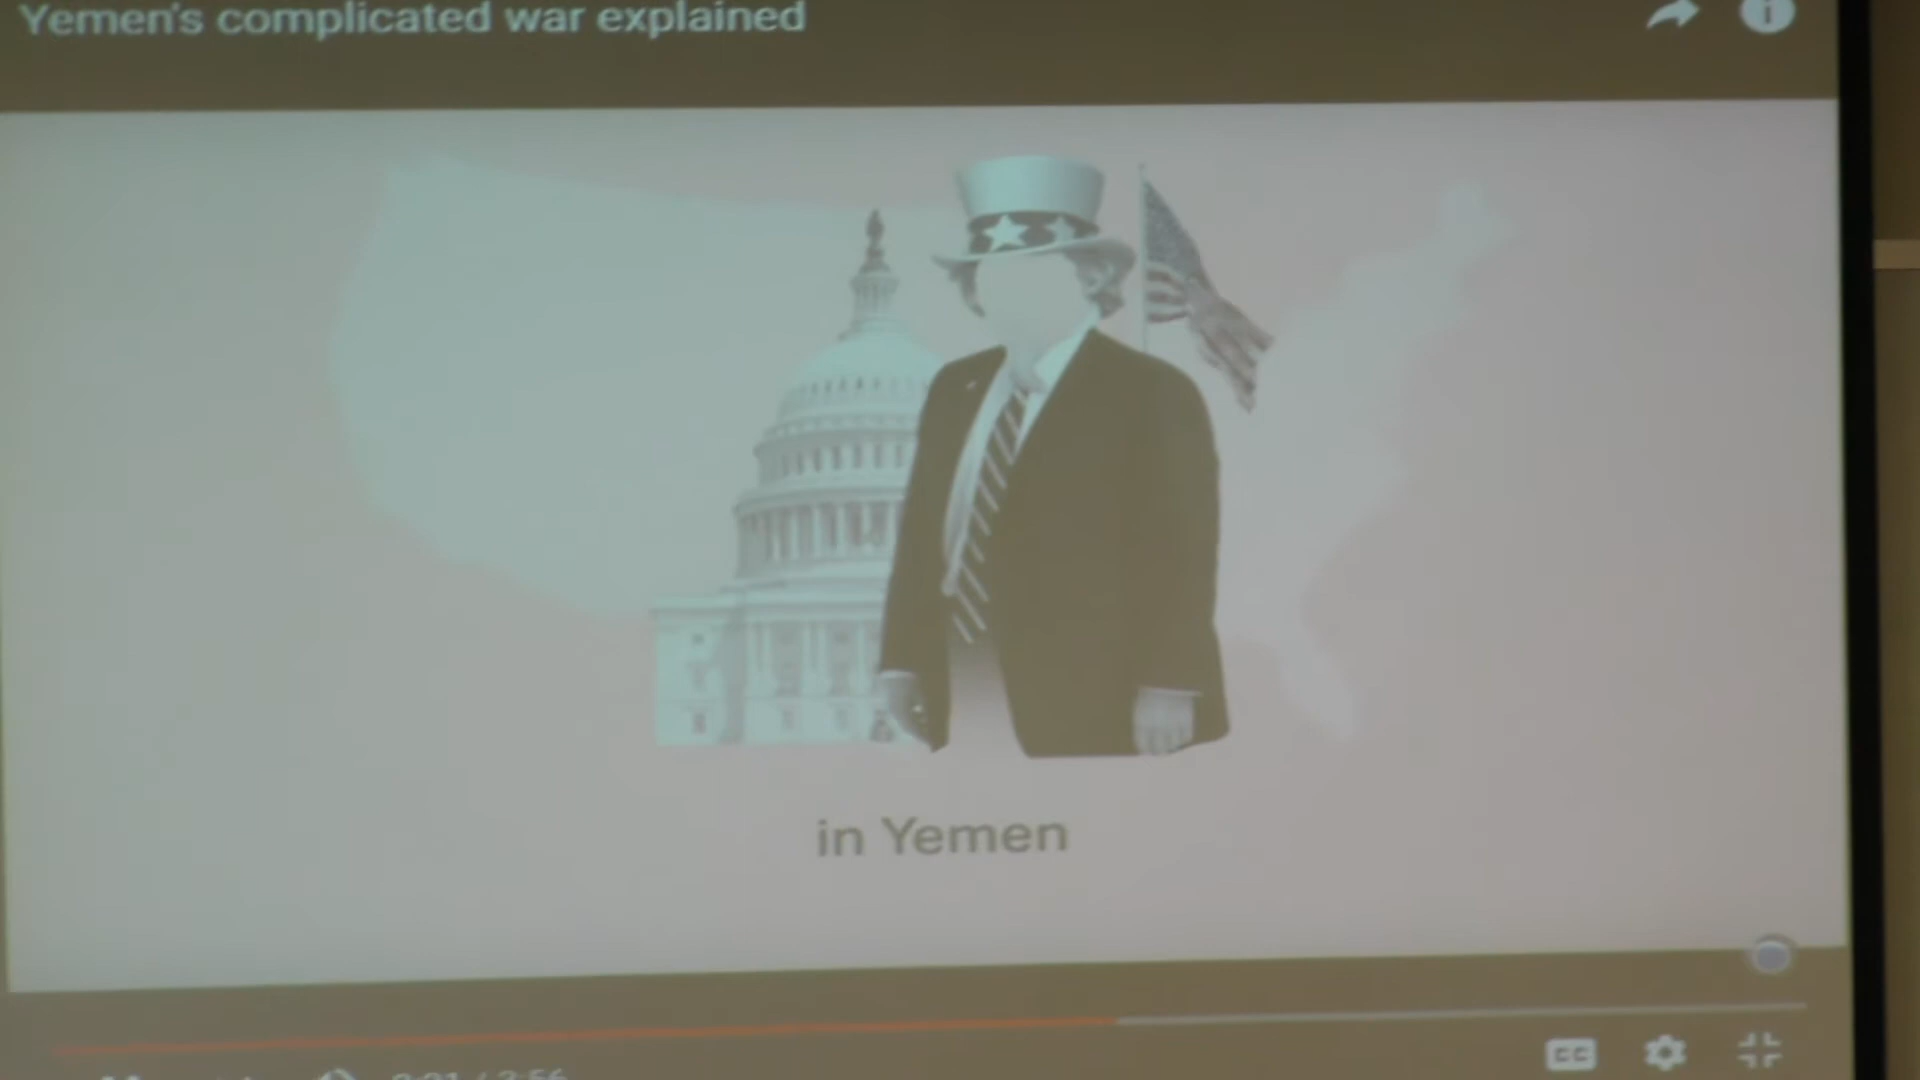 Yemen's complicated war explained
in Yemen
CC